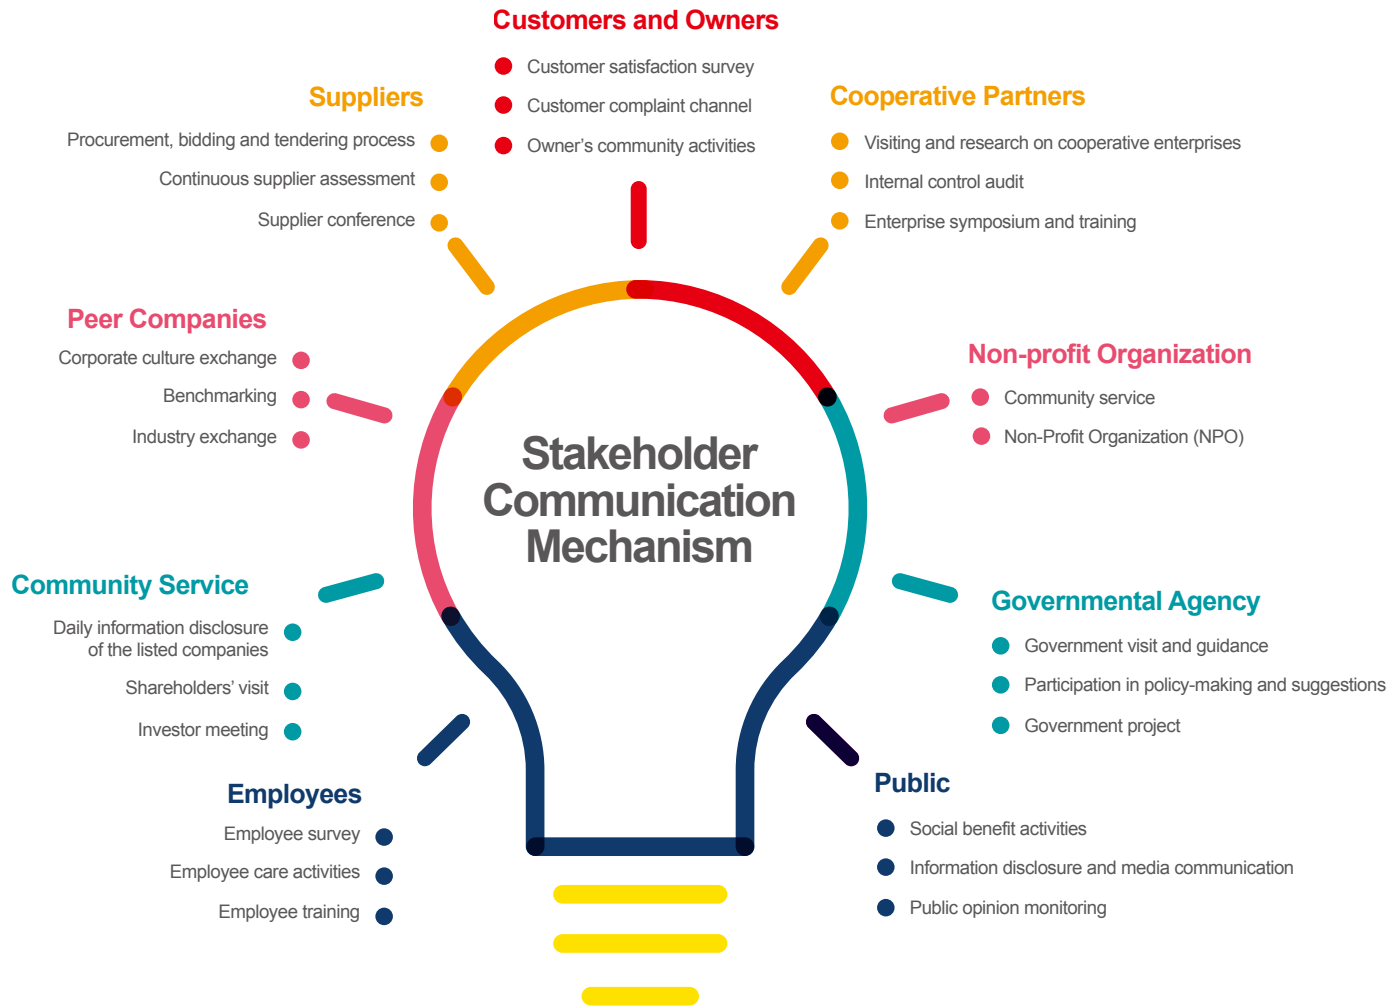 Customers and Owners
Customer satisfaction survey
Customer complaint channel
Owner's community activities
Suppliers
Procurement, bidding and tendering process
Continuous supplier assessment
Supplier conference
Cooperative Partners
Visiting and research on cooperative enterprises
Internal control audit
Enterprise symposium and training
Peer Companies
Corporate culture exchange
Benchmarking
Industry exchange
Non-profit Organization
Community service
Non-Profit Organization (NPO)
Stakeholder
Communication
Mechanism
Community Service
Daily information disclosure
of the listed companies
Shareholders' visit
Investor meeting
Governmental Agency
Government visit and guidance
Participation in policy-making and suggestions
Government project
Employees
Employee survey
Employee care activities
Employee training
Public
Social benefit activities
Information disclosure and media communication
Public opinion monitoring